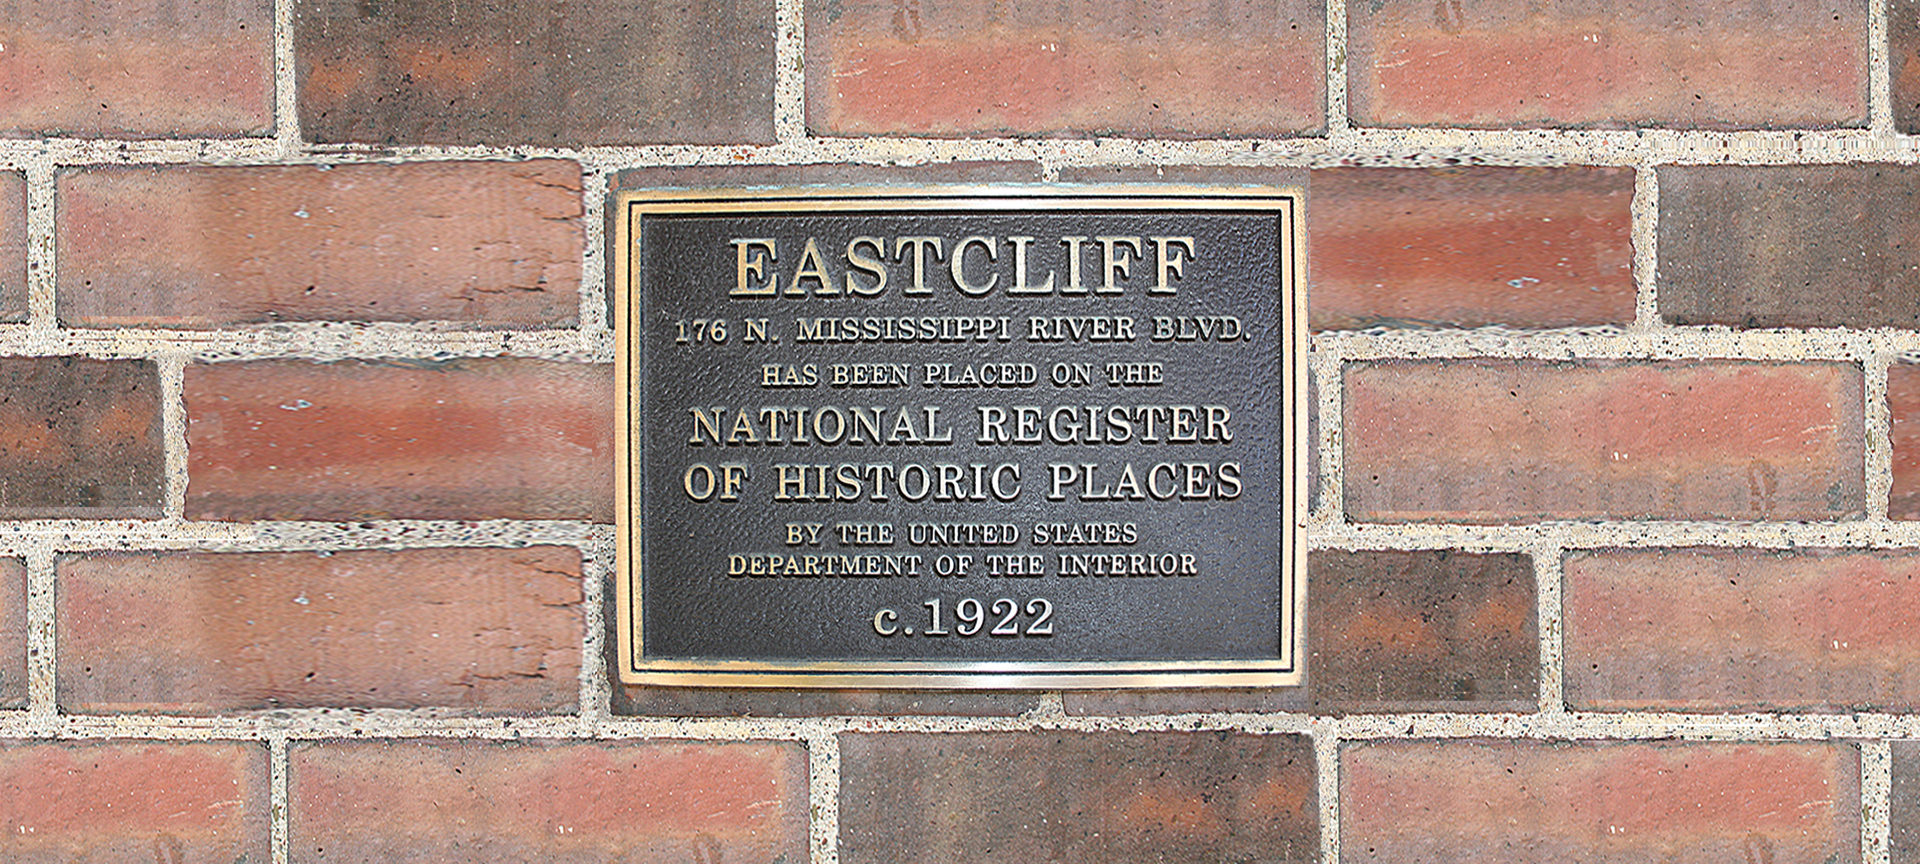 EASTCLIFF
176 N. MISSISSIPPI RIVER BLVD.
HAS BEEN PLACED ON THE
NATIONAL REGISTER
OF HISTORIC PLACES
BY THE UNITED STATES
DEPARTMENT OF THE INTERIOR
c.1922